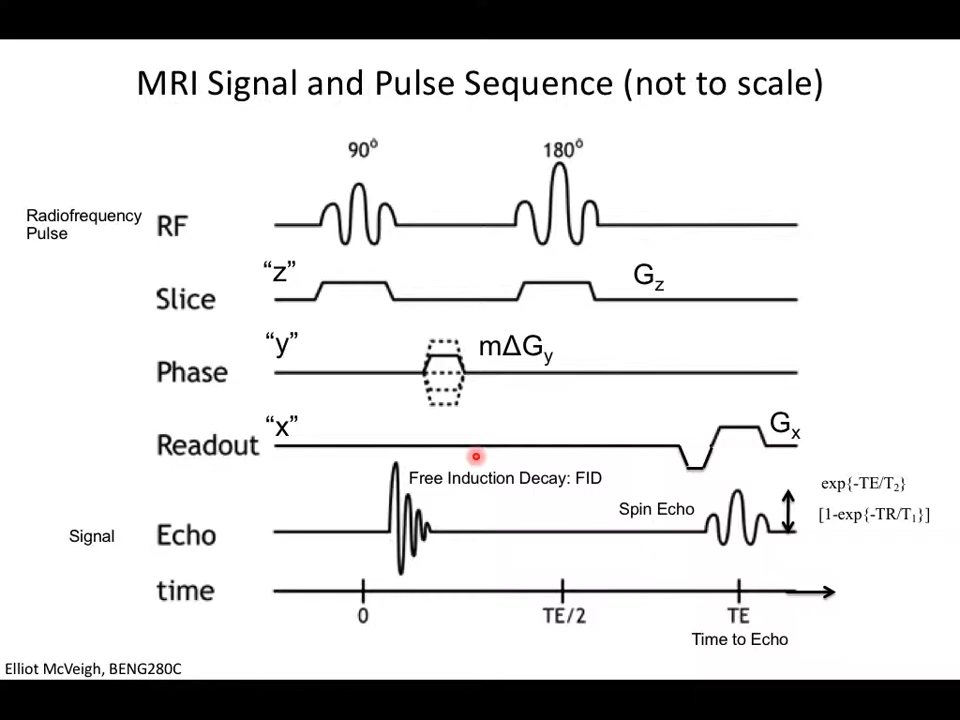 MRI Signal and Pulse Sequence (not to scale)
90° 180°
Radiofrequency
Pulse
RF
"z"
Slice
Gz
"y"
Phase
mΔGy
"x"
Readout
Gx
Free Induction Decay: FID
exp{-TE/T2}
Spin Echo
[1-exp{-TR/T1}]
Signal
Echo
time
0 TE/2 TE
Time to Echo
Elliot McVeigh, BENG280C